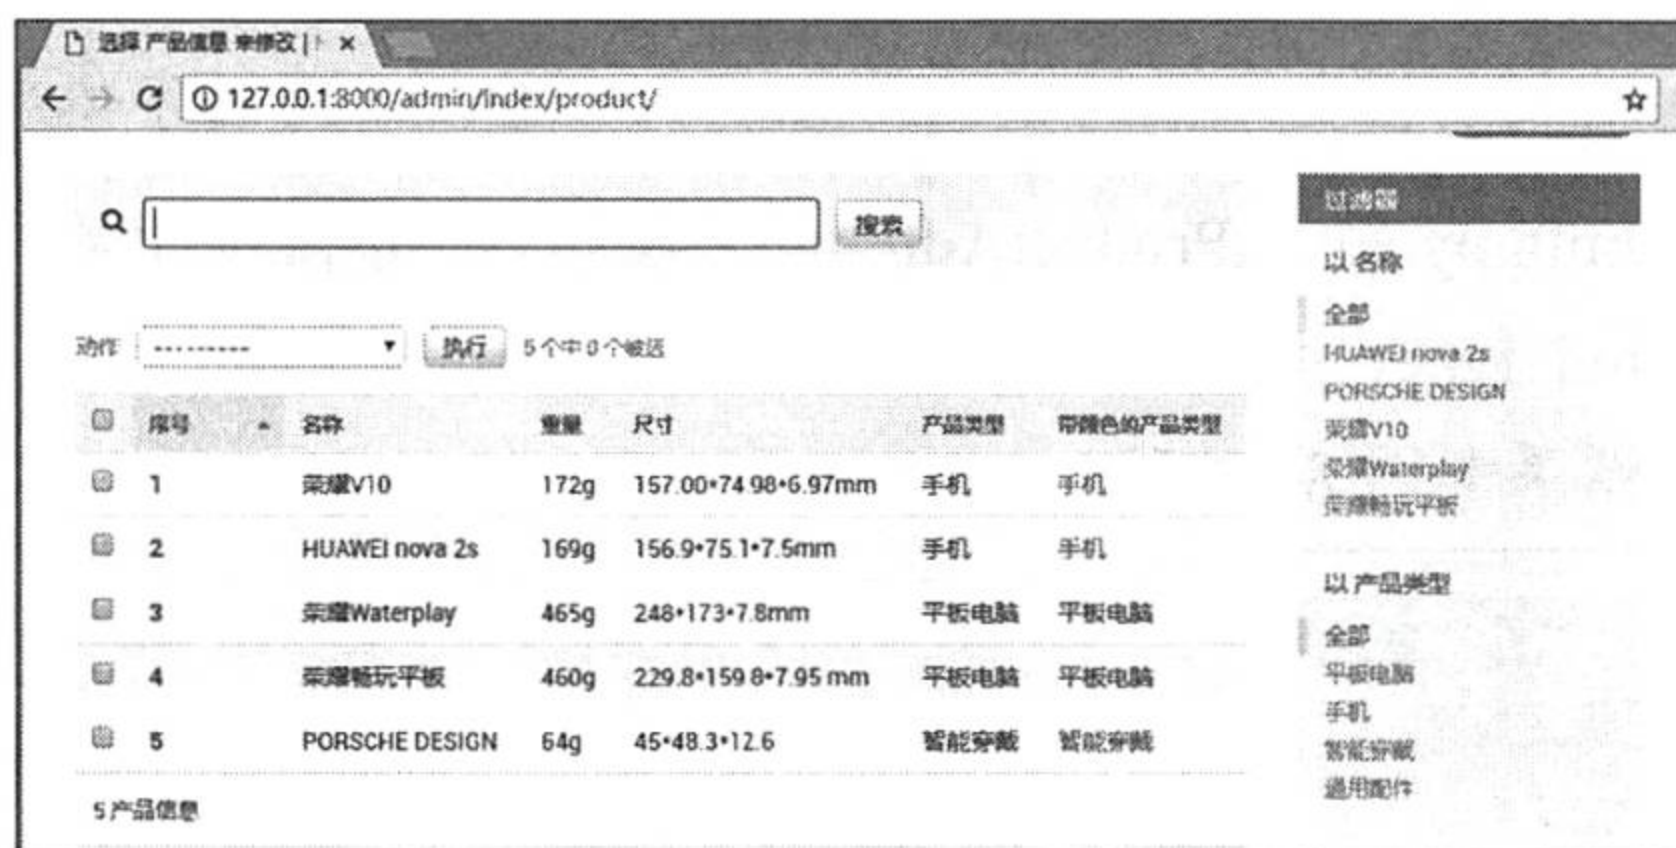 选择 产品信息 来修改 |
127.0.0.1:8000/admin/index/product/
搜索
动作 --------- 执行 5 个中 0 个被选
序号 名称 重量 尺寸 产品类型 带颜色的产品类型
1 荣耀V10 172g 157.00*74.98*6.97mm 手机 手机
2 HUAWEI nova 2s 169g 156.9*75.1*7.5mm 手机 手机
3 荣耀Waterplay 465g 248*173*7.8mm 平板电脑 平板电脑
4 荣耀畅玩平板 460g 229.8*159.8*7.95 mm 平板电脑 平板电脑
5 PORSCHE DESIGN 64g 45*48.3*12.6 智能穿戴 智能穿戴
5 产品信息
过滤器
以 名称
全部
HUAWEI nova 2s
PORSCHE DESIGN
荣耀V10
荣耀Waterplay
荣耀畅玩平板
以 产品类型
全部
平板电脑
手机
智能穿戴
通用配件